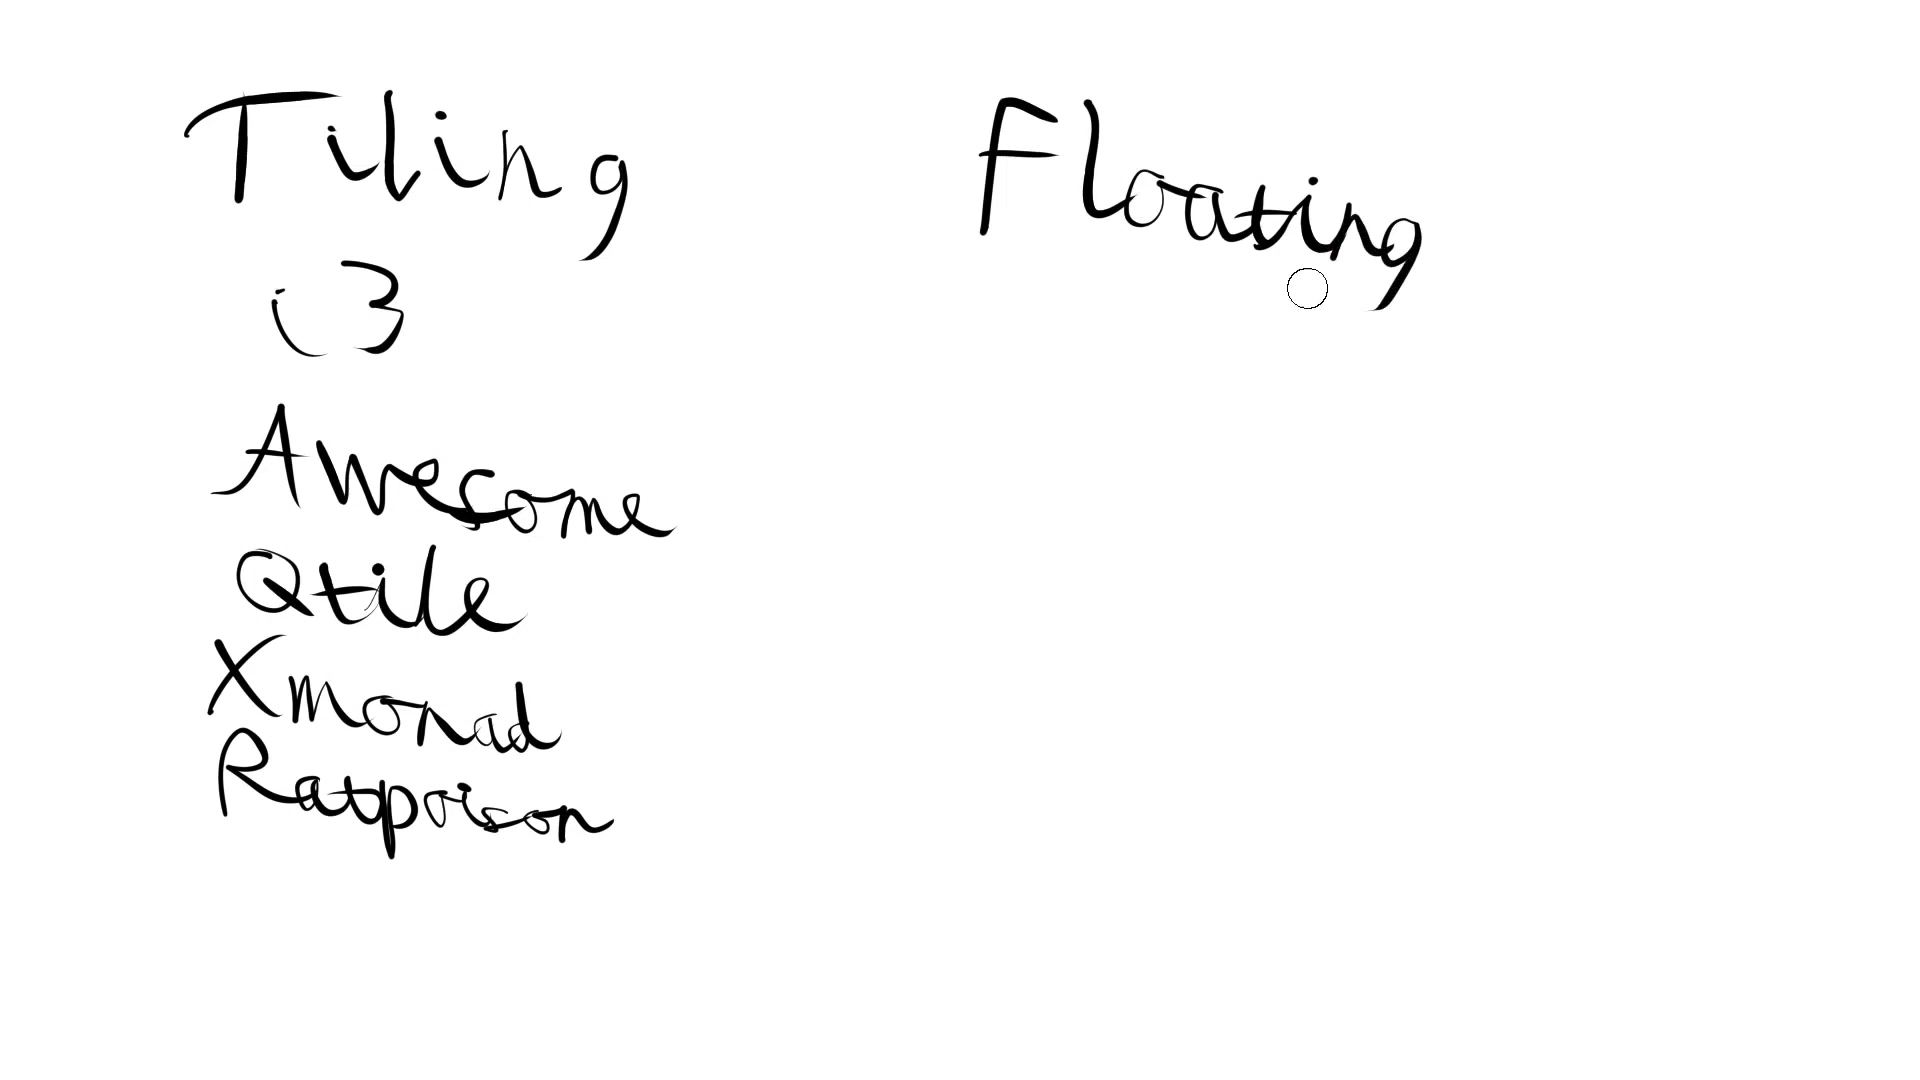 Tiling
Floating
i3
Awesome
Qtile
Xmonad
Ratpoison